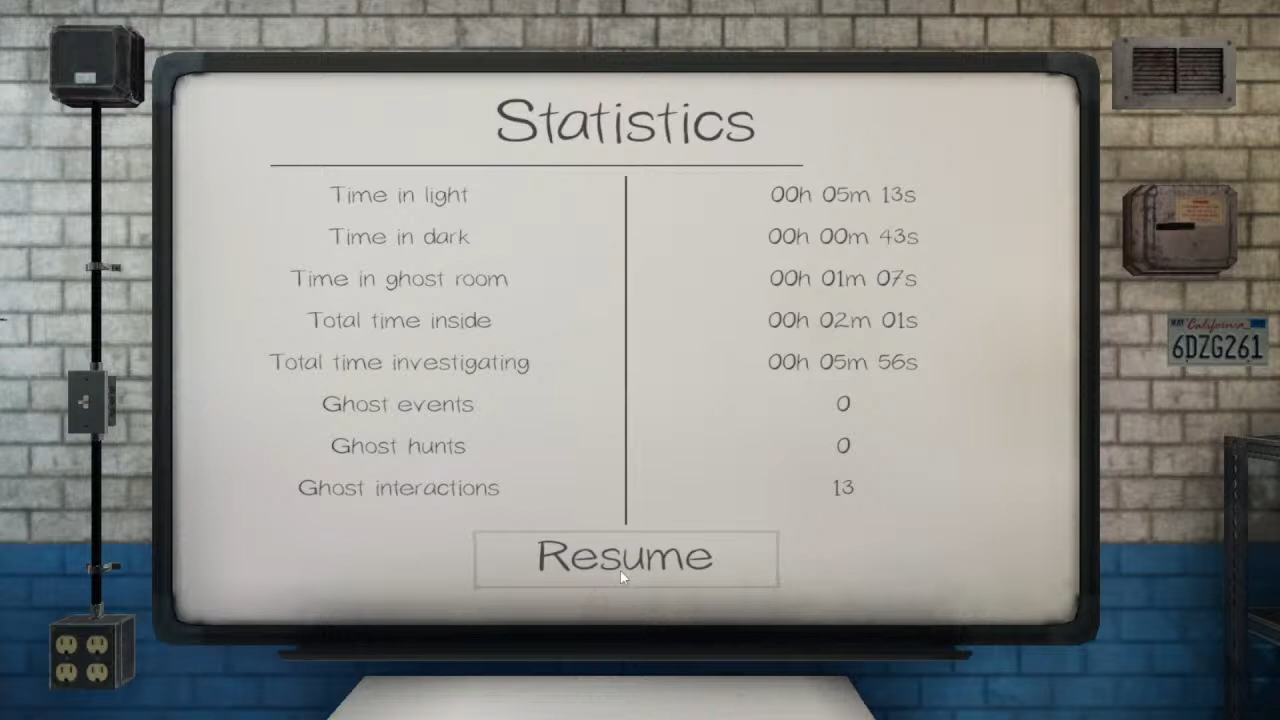 Statistics
Time in light 00h 05m 13s
Time in dark 00h 00m 43s
Time in ghost room 00h 01m 07s
Total time inside 00h 02m 01s
Total time investigating 00h 05m 56s
Ghost events 0
Ghost hunts 0
Ghost interactions 13
Resume
MAY California
6DZG261